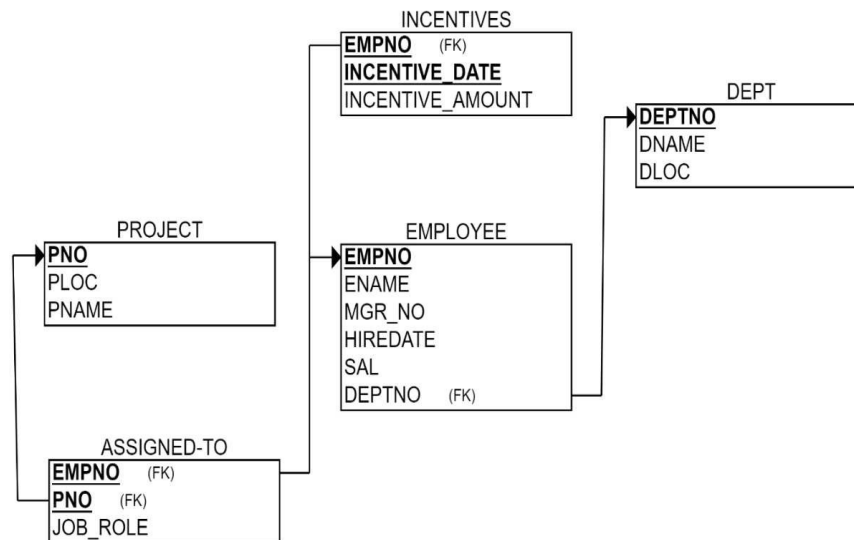 INCENTIVES
EMPNO (FK)
INCENTIVE_DATE
INCENTIVE_AMOUNT
DEPT
DEPTNO
DNAME
DLOC
PROJECT
PNO
PLOC
PNAME
EMPLOYEE
EMPNO
ENAME
MGR_NO
HIREDATE
SAL
DEPTNO (FK)
ASSIGNED-TO
EMPNO (FK)
PNO (FK)
JOB_ROLE